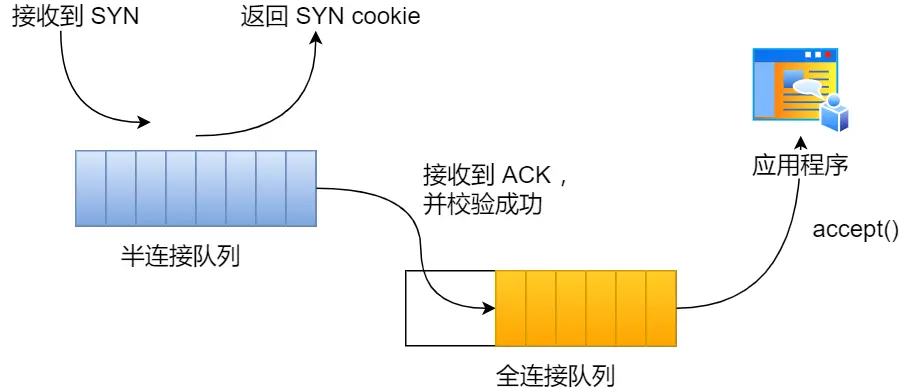 接收到 SYN
返回 SYN cookie
半连接队列
接收到 ACK，
并校验成功
全连接队列
应用程序
accept()